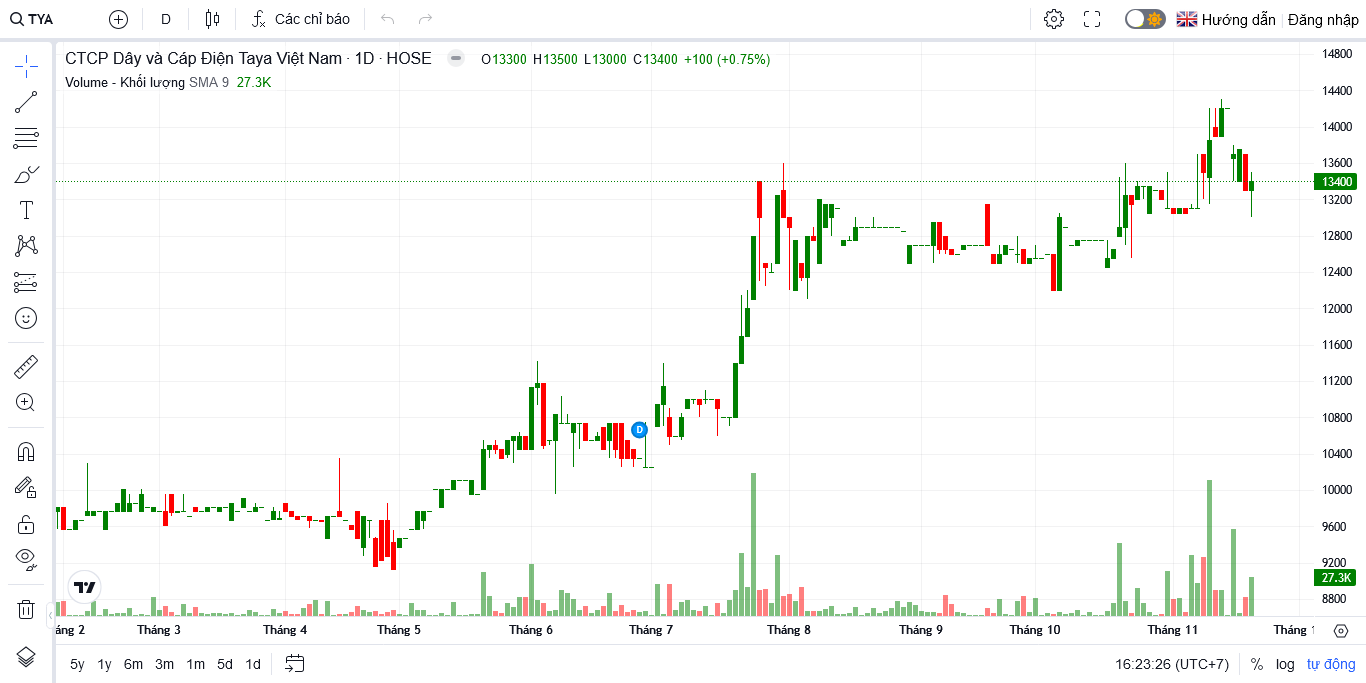 TYA D Các chỉ báo Hướng dẫn Đăng nhập
CTCP Dây và Cáp Điện Taya Việt Nam · 1D · HOSE O13300 H13500 L13000 C13400 +100 (+0.75%)
Volume - Khối lượng SMA 9 27.3K
14800
14400
14000
13600
13400
13200
12800
12400
12000
11600
11200
10800
D
10400
10000
9600
9200
27.3K
8800
áng 2 Tháng 3 Tháng 4 Tháng 5 Tháng 6 Tháng 7 Tháng 8 Tháng 9 Tháng 10 Tháng 11 Tháng 1
5y 1y 6m 3m 1m 5d 1d 16:23:26 (UTC+7) % log tự động